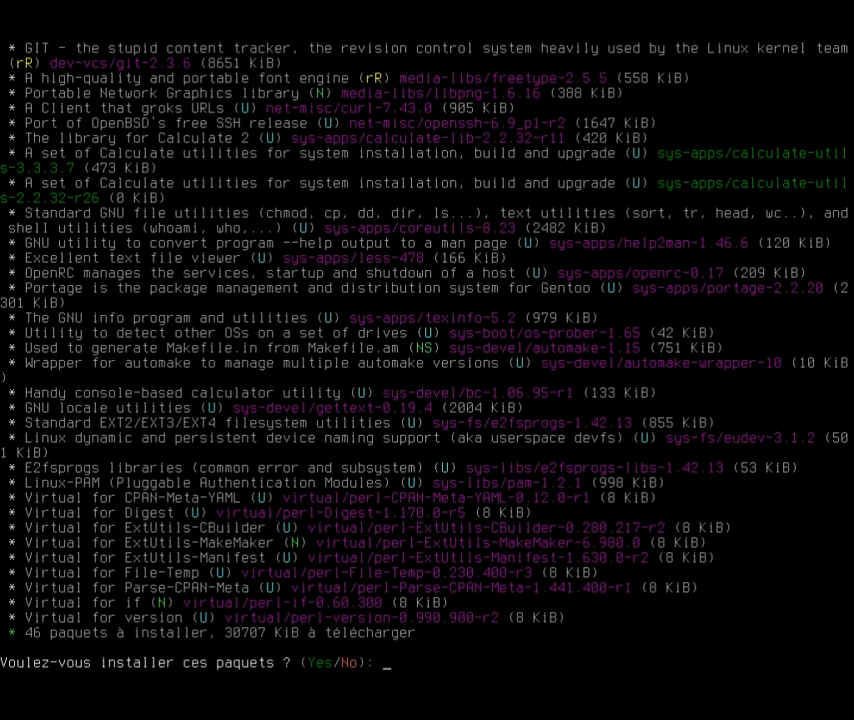 * GIT - the stupid content tracker, the revision control system heavily used by the Linux kernel team
(rR) dev-vcs/git-2.3.6 (8651 KiB)
* A high-quality and portable font engine (rR) media-libs/freetype-2.5.5 (558 KiB)
* Portable Network Graphics library (N) media-libs/libpng-1.6.16 (388 KiB)
* A Client that groks URLs (U) net-misc/curl-7.43.0 (905 KiB)
* Port of OpenBSD's free SSH release (U) net-misc/openssh-6.9_p1-r2 (1647 KiB)
* The library for Calculate 2 (U) sys-apps/calculate-lib-2.2.32-r11 (420 KiB)
* A set of Calculate utilities for system installation, build and upgrade (U) sys-apps/calculate-util
s-3.3.3.7 (473 KiB)
* A set of Calculate utilities for system installation, build and upgrade (U) sys-apps/calculate-util
s-2.2.32-r26 (0 KiB)
* Standard GNU file utilities (chmod, cp, dd, dir, ls...), text utilities (sort, tr, head, wc..), and
shell utilities (whoami, who,...) (U) sys-apps/coreutils-8.23 (2482 KiB)
* GNU utility to convert program --help output to a man page (U) sys-apps/help2man-1.46.6 (120 KiB)
* Excellent text file viewer (U) sys-apps/less-478 (166 KiB)
* OpenRC manages the services, startup and shutdown of a host (U) sys-apps/openrc-0.17 (209 KiB)
* Portage is the package management and distribution system for Gentoo (U) sys-apps/portage-2.2.20 (2
301 KiB)
* The GNU info program and utilities (U) sys-apps/texinfo-5.2 (979 KiB)
* Utility to detect other OSs on a set of drives (U) sys-boot/os-prober-1.65 (42 KiB)
* Used to generate Makefile.in from Makefile.am (NS) sys-devel/automake-1.15 (751 KiB)
* Wrapper for automake to manage multiple automake versions (U) sys-devel/automake-wrapper-10 (10 KiB
)
* Handy console-based calculator utility (U) sys-devel/bc-1.06.95-r1 (133 KiB)
* GNU locale utilities (U) sys-devel/gettext-0.19.4 (2004 KiB)
* Standard EXT2/EXT3/EXT4 filesystem utilities (U) sys-fs/e2fsprogs-1.42.13 (855 KiB)
* Linux dynamic and persistent device naming support (aka userspace devfs) (U) sys-fs/eudev-3.1.2 (50
1 KiB)
* E2fsprogs libraries (common error and subsystem) (U) sys-libs/e2fsprogs-libs-1.42.13 (53 KiB)
* Linux-PAM (Pluggable Authentication Modules) (U) sys-libs/pam-1.2.1 (998 KiB)
* Virtual for CPAN-Meta-YAML (U) virtual/perl-CPAN-Meta-YAML-0.12.0-r1 (8 KiB)
* Virtual for Digest (U) virtual/perl-Digest-1.170.0-r5 (8 KiB)
* Virtual for ExtUtils-CBuilder (U) virtual/perl-ExtUtils-CBuilder-0.280.217-r2 (8 KiB)
* Virtual for ExtUtils-MakeMaker (N) virtual/perl-ExtUtils-MakeMaker-6.980.0 (8 KiB)
* Virtual for ExtUtils-Manifest (U) virtual/perl-ExtUtils-Manifest-1.630.0-r2 (8 KiB)
* Virtual for File-Temp (U) virtual/perl-File-Temp-0.230.400-r3 (8 KiB)
* Virtual for Parse-CPAN-Meta (U) virtual/perl-Parse-CPAN-Meta-1.441.400-r1 (8 KiB)
* Virtual for if (N) virtual/perl-if-0.60.300 (8 KiB)
* Virtual for version (U) virtual/perl-version-0.990.900-r2 (8 KiB)
* 46 paquets à installer, 30707 KiB à télécharger
Voulez-vous installer ces paquets ? (Yes/No): _